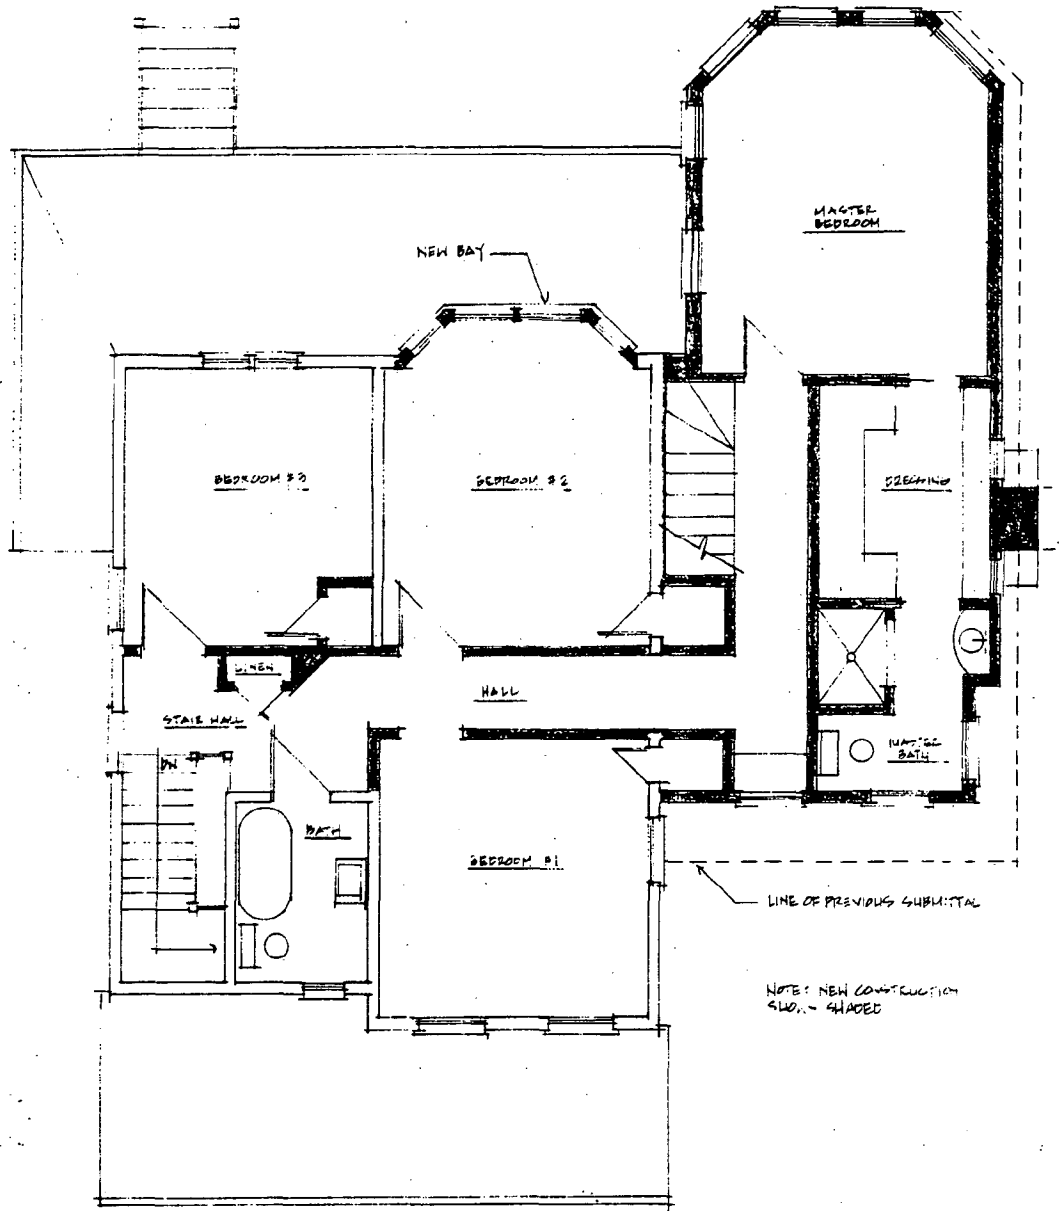 MASTER
BEDROOM
NEW BAY
BEDROOM #3
BEDROOM #2
DRESSING
LINEN
HALL
STAIR HALL
DN
MASTER
BATH
BATH
BEDROOM #1
LINE OF PREVIOUS SUBMITTAL
NOTE: NEW CONSTRUCTION
SHADED